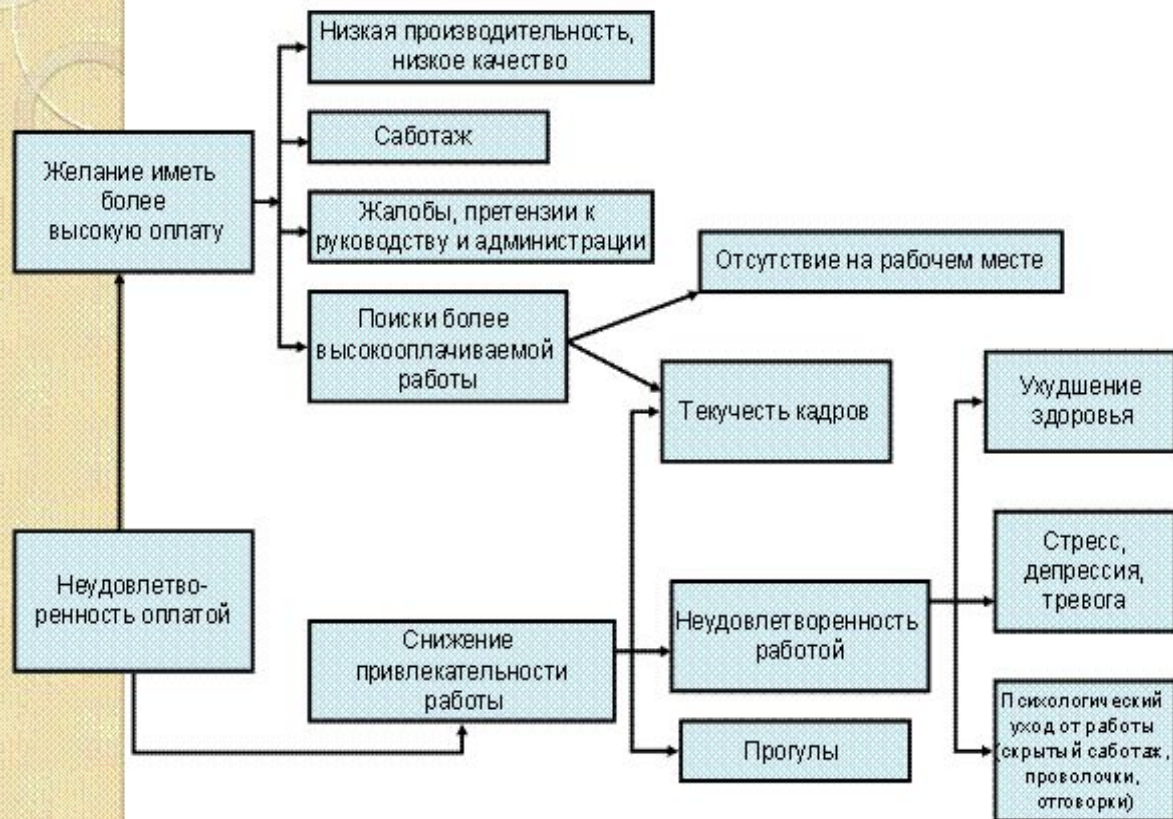 Низкая производительность,
низкое качество
Саботаж
Желание иметь
более
высокую оплату
Жалобы, претензии к
руководству и администрации
Отсутствие на рабочем месте
Поиски более
высокооплачиваемой
работы
Текучесть кадров
Ухудшение
здоровья
Неудовлетво-
ренность оплатой
Снижение
привлекательности
работы
Неудовлетворенность
работой
Стресс,
депрессия,
тревога
Прогулы
Психологический
уход от работы
(скрытый саботаж,
проволочки,
отговорки)